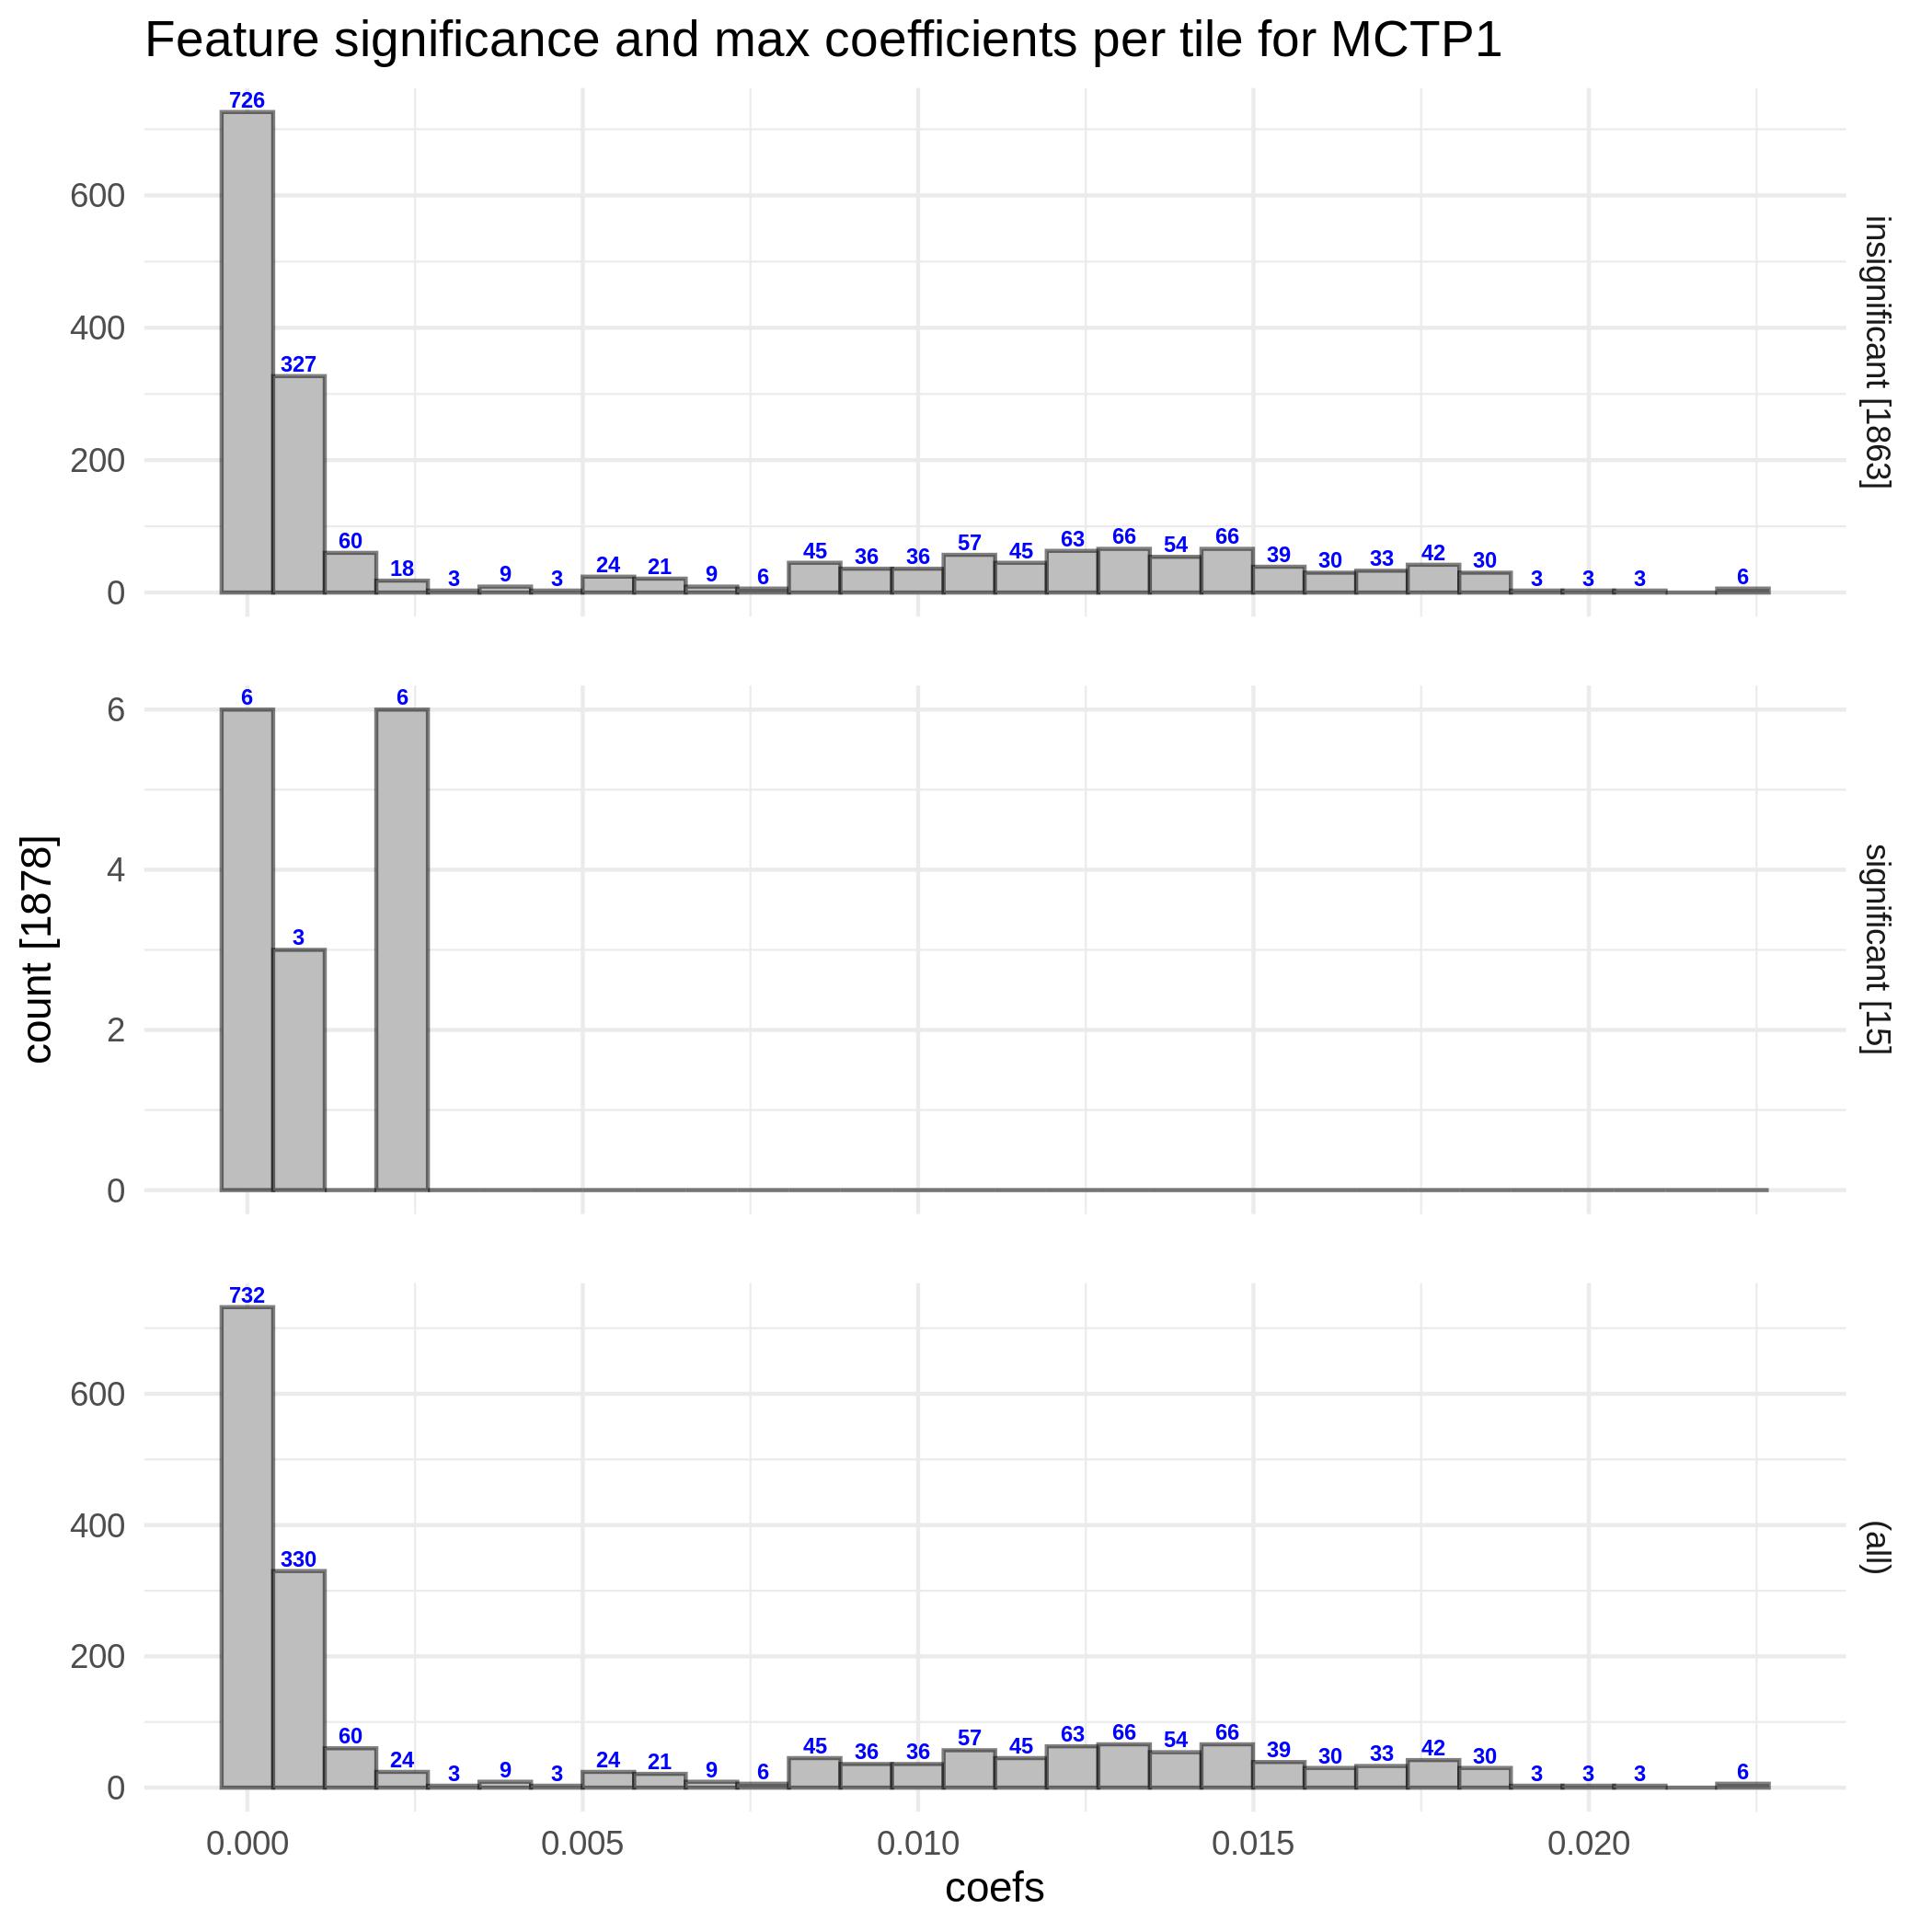 Feature significance and max coefficients per tile for MCTP1
726
600
400
327
200
60 18 3 9 3 24 21 9 6 45 36 36 57 45 63 66 54 66 39 30 33 42 30 3 3 3 6
0
insignificant [1863]
6 6
6
4
3
2
0
significant [15]
count [1878]
732
600
400
330
200
60 24 3 9 3 24 21 9 6 45 36 36 57 45 63 66 54 66 39 30 33 42 30 3 3 3 6
0
(all)
0.000 0.005 0.010 0.015 0.020
coefs